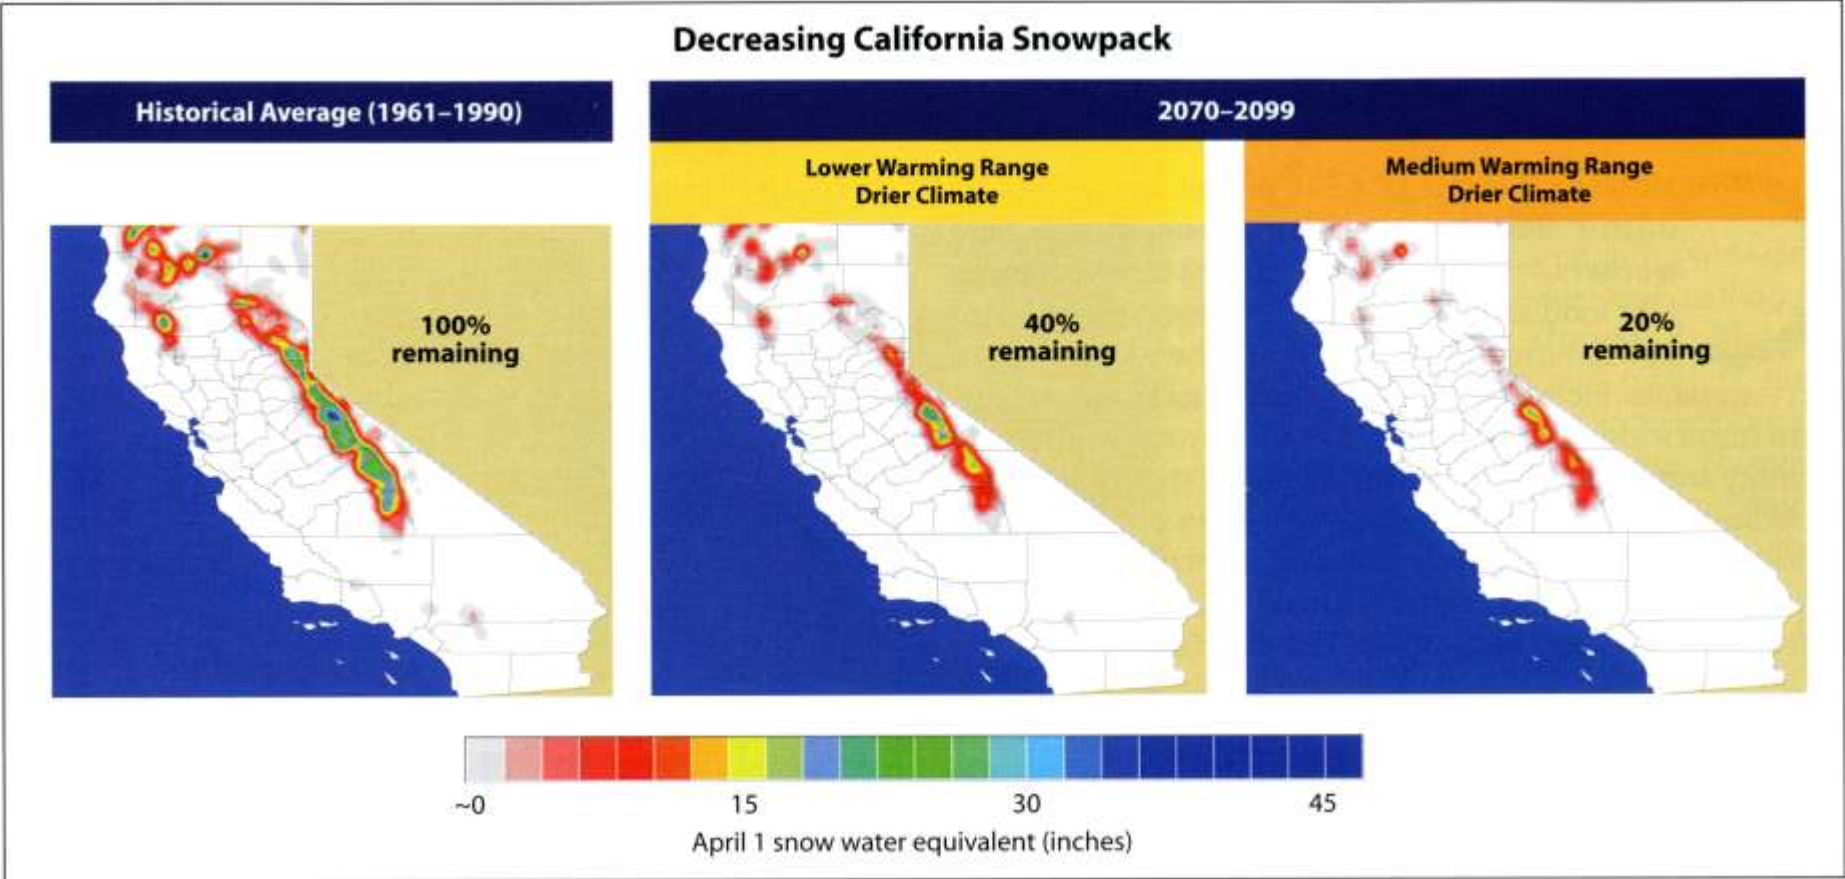 Decreasing California Snowpack
Historical Average (1961–1990)
2070–2099
Lower Warming Range
Drier Climate
Medium Warming Range
Drier Climate
100%
remaining
40%
remaining
20%
remaining
~0
15
30
45
April 1 snow water equivalent (inches)